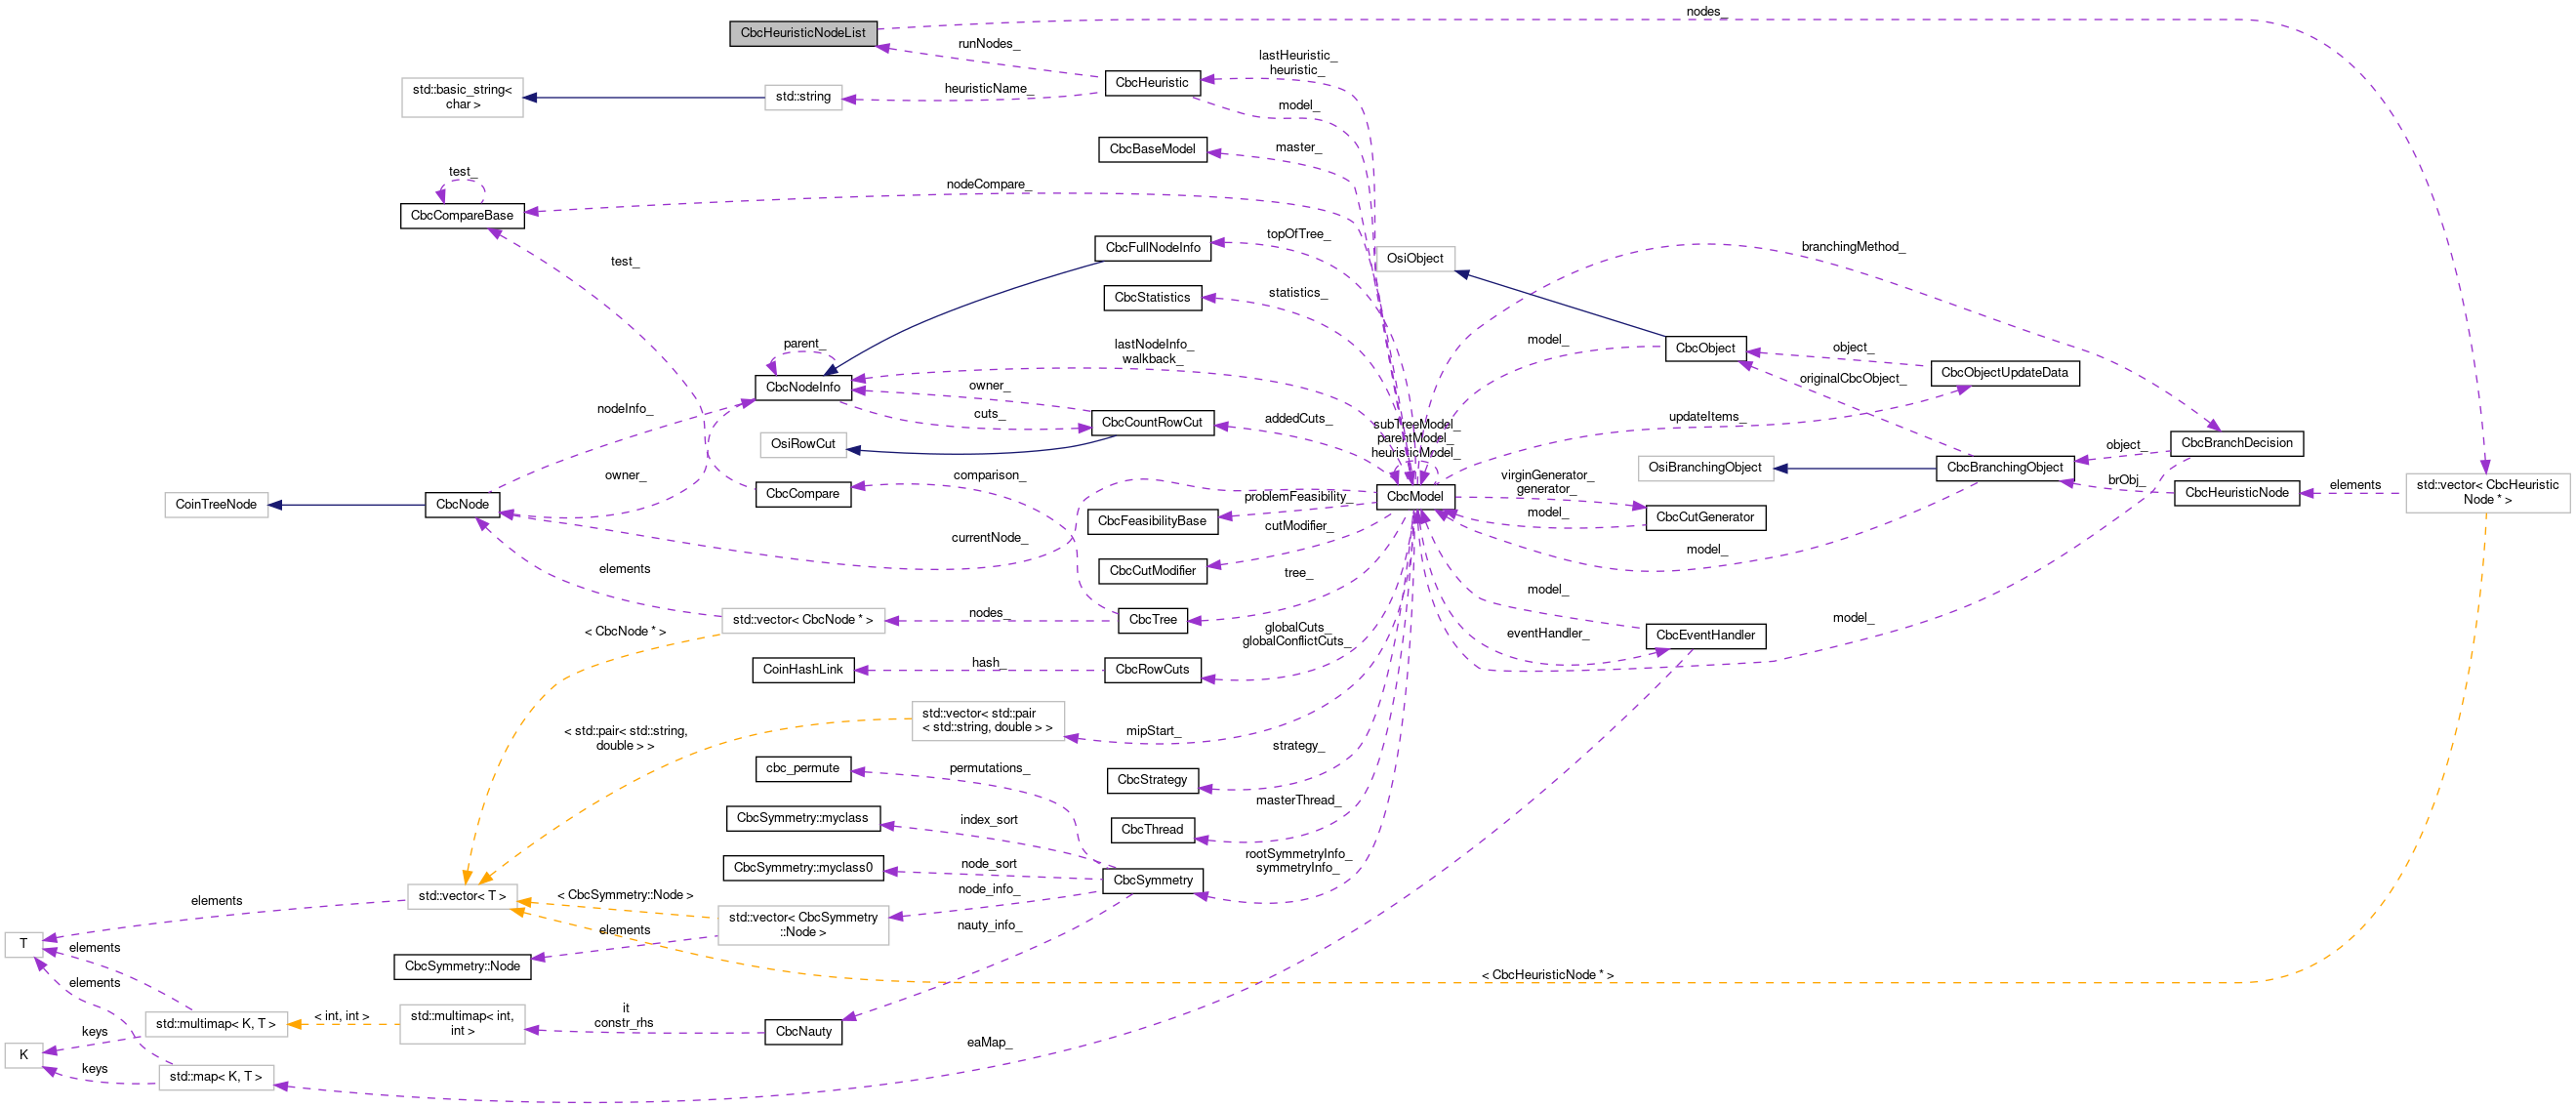 nodes_
CbcHeuristicNodeList
runNodes_
lastHeuristic_
heuristic_
CbcHeuristic
std::basic_string<
char >
std::string
heuristicName_
model_
CbcBaseModel
master_
test_
nodeCompare_
CbcCompareBase
CbcFullNodeInfo
topOfTree_
branchingMethod_
OsiObject
test_
CbcStatistics
statistics_
parent_
lastNodeInfo_
walkback_
model_
CbcObject
object_
CbcObjectUpdateData
CbcNodeInfo
owner_
originalCbcObject_
nodeInfo_
cuts_
CbcCountRowCut
addedCuts_
updateItems_
OsiRowCut
subTreeModel_
parentModel_
heuristicModel_
CbcBranchDecision
object_
owner_
comparison_
OsiBranchingObject
CbcBranchingObject
virginGenerator_
generator_
brObj_
CbcHeuristicNode
elements
std::vector< CbcHeuristic
Node * >
CoinTreeNode
CbcNode
CbcCompare
problemFeasibility_
CbcModel
CbcFeasibilityBase
model_
CbcCutGenerator
cutModifier_
currentNode_
model_
elements
CbcCutModifier
tree_
model_
nodes_
CbcTree
std::vector< CbcNode * >
model_
< CbcNode * >
globalCuts_
globalConflictCuts_
eventHandler_
CbcEventHandler
CoinHashLink
hash_
CbcRowCuts
std::vector< std::pair
< std::string, double > >
< std::pair< std::string,
double > >
mipStart_
strategy_
cbc_permute
permutations_
CbcStrategy
masterThread_
CbcSymmetry::myclass
index_sort
CbcThread
rootSymmetryInfo_
symmetryInfo_
CbcSymmetry::myclass0
node_sort
CbcSymmetry
std::vector< T >
< CbcSymmetry::Node >
node_info_
elements
std::vector< CbcSymmetry
::Node >
nauty_info_
elements
T
elements
CbcSymmetry::Node
< CbcHeuristicNode * >
elements
it
constr_rhs
std::multimap< K, T >
< int, int >
std::multimap< int,
int >
CbcNauty
keys
K
eaMap_
keys
std::map< K, T >